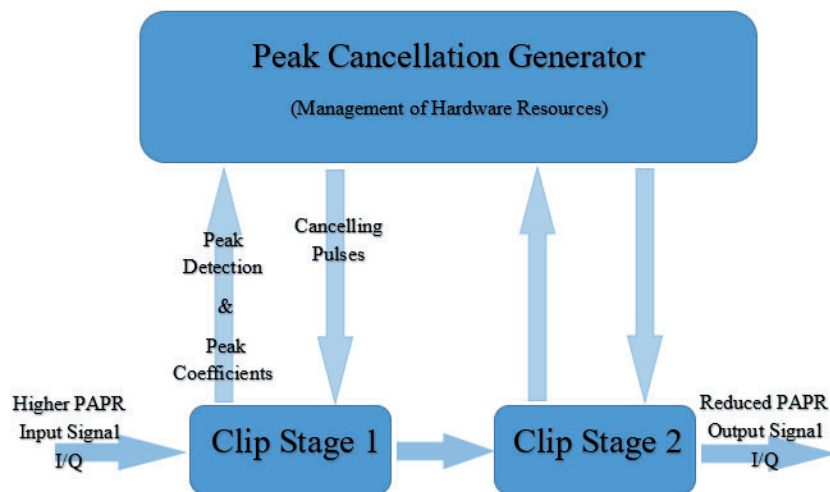 Peak Cancellation Generator
(Management of Hardware Resources)
Peak
Detection
&
Peak
Coefficients
Cancelling
Pulses
Higher PAPR
Input Signal
I/Q
Clip Stage 1
Clip Stage 2
Reduced PAPR
Output Signal
I/Q